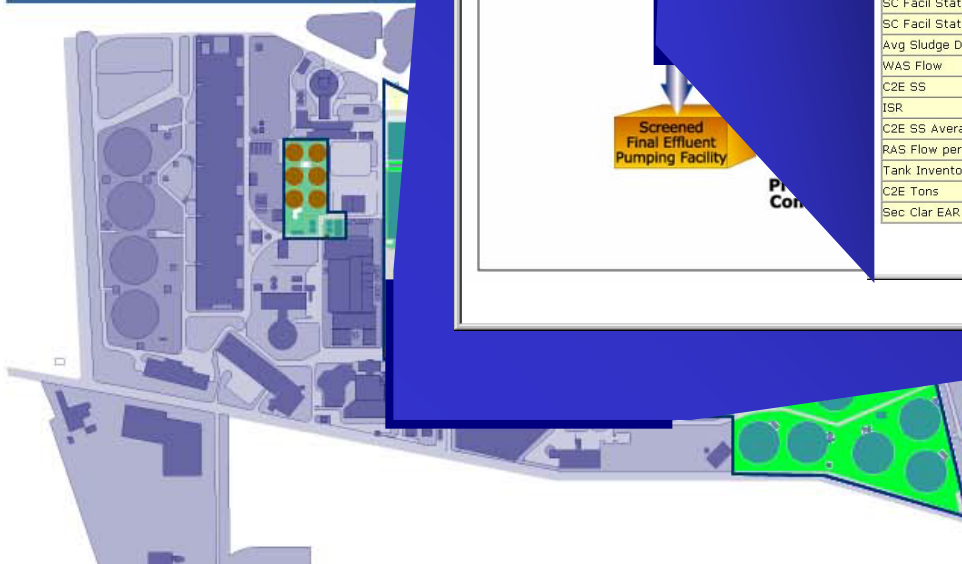 Screened
Final Effluent
Pumping Facility
Con
SC Facil Stat
SC Facil Stat
Avg Sludge D
WAS Flow
C2E SS
ISR
C2E SS Avera
RAS Flow per
Tank Invento
C2E Tons
Sec Clar EAR